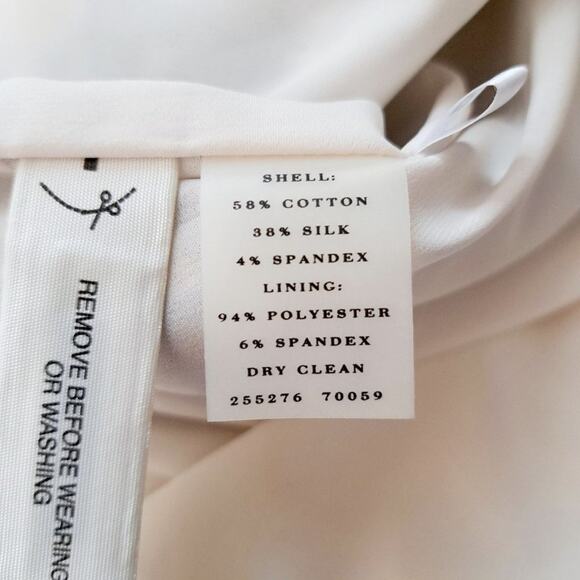 SHELL:
58% COTTON
38% SILK
4% SPANDEX
LINING:
94% POLYESTER
6% SPANDEX
DRY CLEAN
255276 70059
REMOVE BEFORE WEARING
OR WASHING